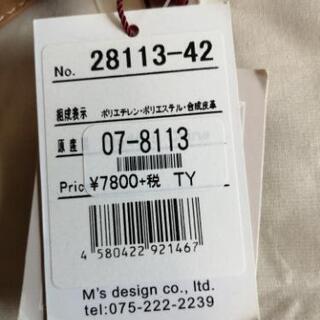 No. 28113-42
組成表示 ポリエチレン・ポリエステル・合成皮革
原産
07-8113
Pric ¥7800+税 TY
4 580422 921467
M's design co., ltd.
tel:075-222-2239